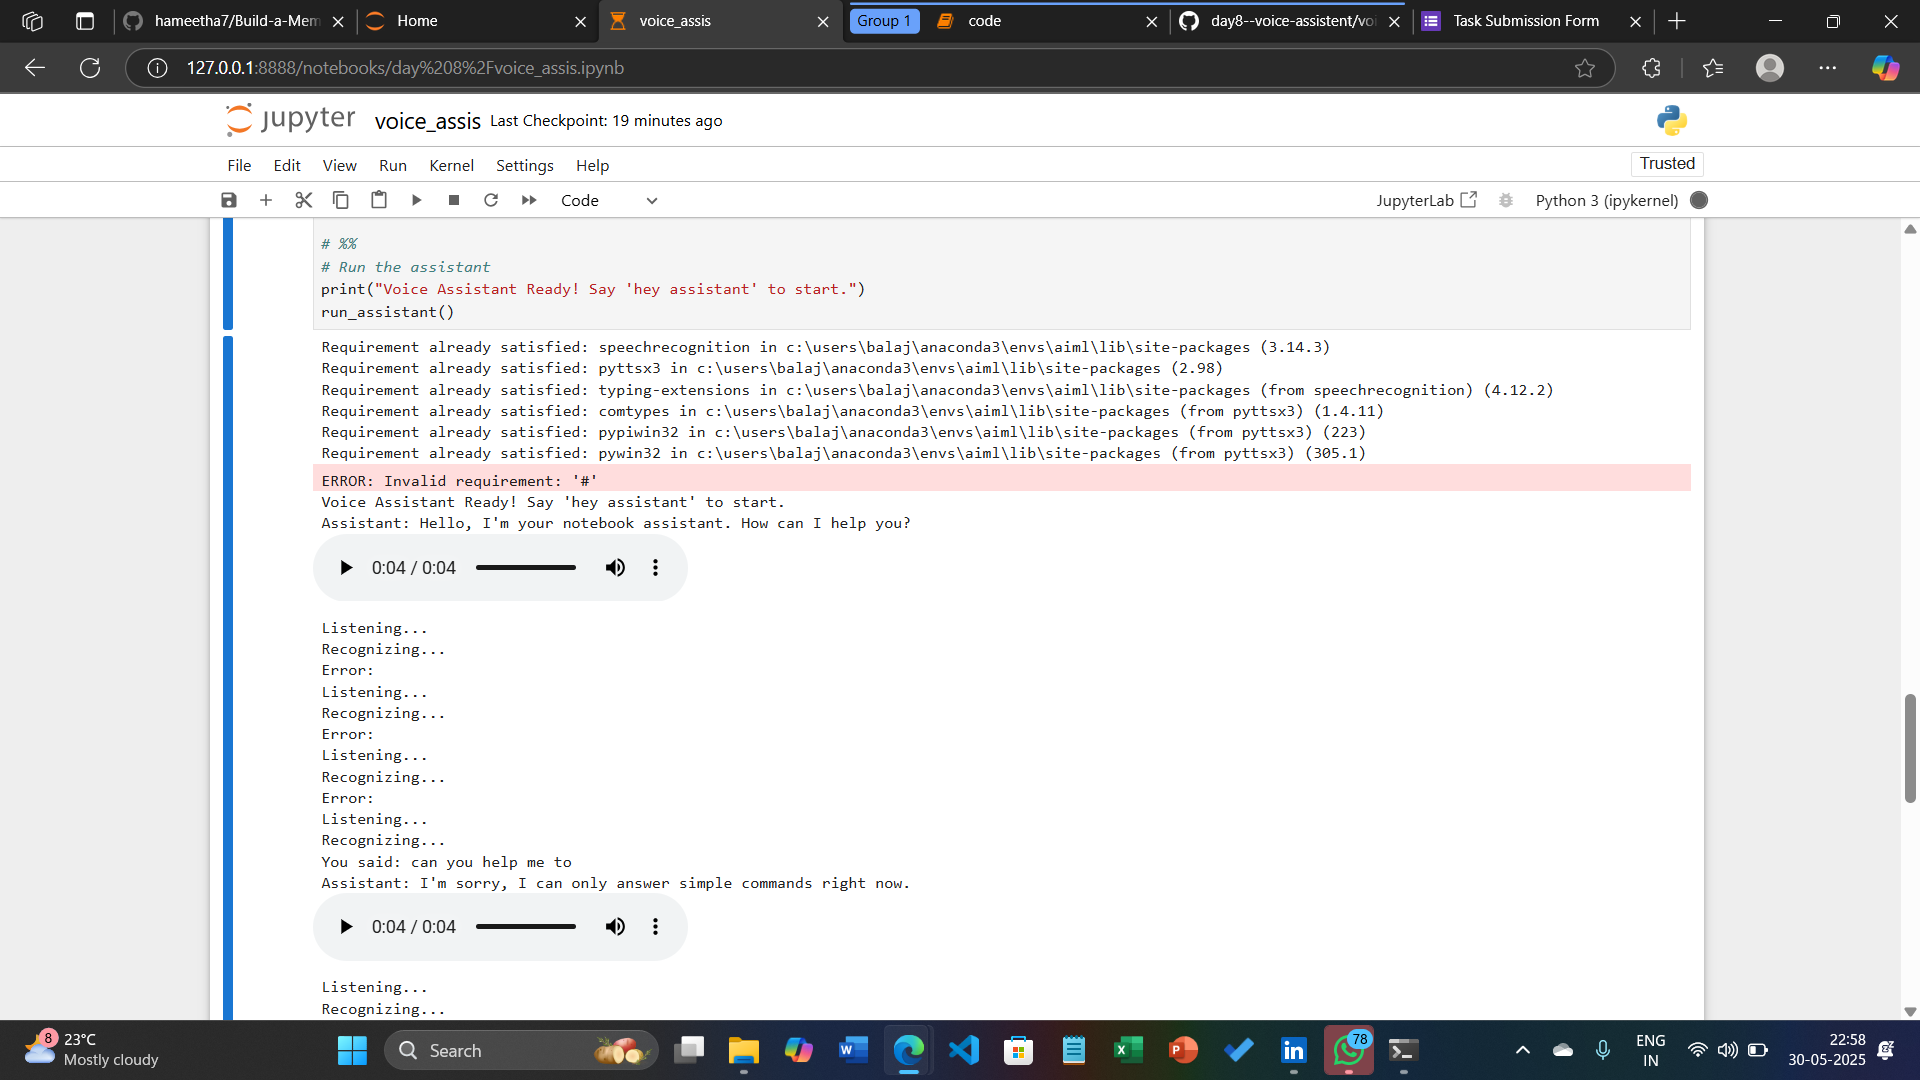 hameetha7/Build-a-Mem
Home
voice_assis
Group 1
code
day8--voice-assistent/voi
Task Submission Form
127.0.0.1:8888/notebooks/day%208%2Fvoice_assis.ipynb
jupyter voice_assis Last Checkpoint: 19 minutes ago
File Edit View Run Kernel Settings Help
Trusted
Code
JupyterLab
Python 3 (ipykernel)
# %%
# Run the assistant
print("Voice Assistant Ready! Say 'hey assistant' to start.")
run_assistant()
Requirement already satisfied: speechrecognition in c:\users\balaj\anaconda3\envs\aiml\lib\site-packages (3.14.3)
Requirement already satisfied: pyttsx3 in c:\users\balaj\anaconda3\envs\aiml\lib\site-packages (2.98)
Requirement already satisfied: typing-extensions in c:\users\balaj\anaconda3\envs\aiml\lib\site-packages (from speechrecognition) (4.12.2)
Requirement already satisfied: comtypes in c:\users\balaj\anaconda3\envs\aiml\lib\site-packages (from pyttsx3) (1.4.11)
Requirement already satisfied: pypiwin32 in c:\users\balaj\anaconda3\envs\aiml\lib\site-packages (from pyttsx3) (223)
Requirement already satisfied: pywin32 in c:\users\balaj\anaconda3\envs\aiml\lib\site-packages (from pyttsx3) (305.1)
ERROR: Invalid requirement: '#'
Voice Assistant Ready! Say 'hey assistant' to start.
Assistant: Hello, I'm your notebook assistant. How can I help you?
0:04 / 0:04
Listening...
Recognizing...
Error:
Listening...
Recognizing...
Error:
Listening...
Recognizing...
Error:
Listening...
Recognizing...
You said: can you help me to
Assistant: I'm sorry, I can only answer simple commands right now.
0:04 / 0:04
Listening...
Recognizing...
8
23°C
Mostly cloudy
Search
78
ENG
IN
22:58
30-05-2025